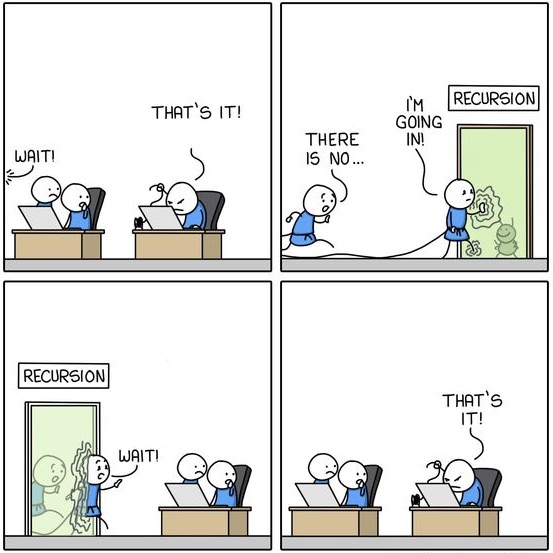 WAIT!
THAT'S IT!
THERE
IS NO...
I'M
GOING
IN!
RECURSION
RECURSION
WAIT!
THAT'S
IT!